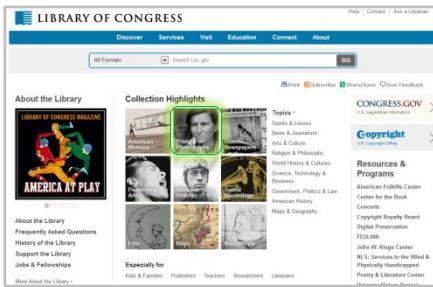 LIBRARY OF CONGRESS
Help | Contact | Ask a Librarian
Discover Services Visit Education Connect About
All Formats Search Loc.gov GO
Print Subscribe Share/Save Give Feedback
About the Library
LIBRARY OF CONGRESS MAGAZINE
AMERICA AT PLAY
About the Library
Frequently Asked Questions
History of the Library
Support the Library
Jobs & Fellowships
More About the Library
Collection Highlights
American
Memory
Prints
Photographs
Historic
Newspapers
Performing
Arts
Veterans
History
Sound
Recordings
Films
Maps
Manuscripts
Topics
Sports & Leisure
News & Journalism
Arts & Culture
Religion & Philosophy
World History & Cultures
Science, Technology &
Business
Government, Politics & Law
American History
Maps & Geography
Especially for
Kids & Families Publishers Teachers Researchers Librarians
CONGRESS.GOV
U.S. Legislative Information
Copyright
U.S. Copyright Office
Resources &
Programs
American Folklife Center
Center for the Book
Concerts
Copyright Royalty Board
Digital Preservation
FEDLINK
John W. Kluge Center
NLS: Services to the Blind &
Physically Handicapped
Poetry & Literature Center
Veterans History Project